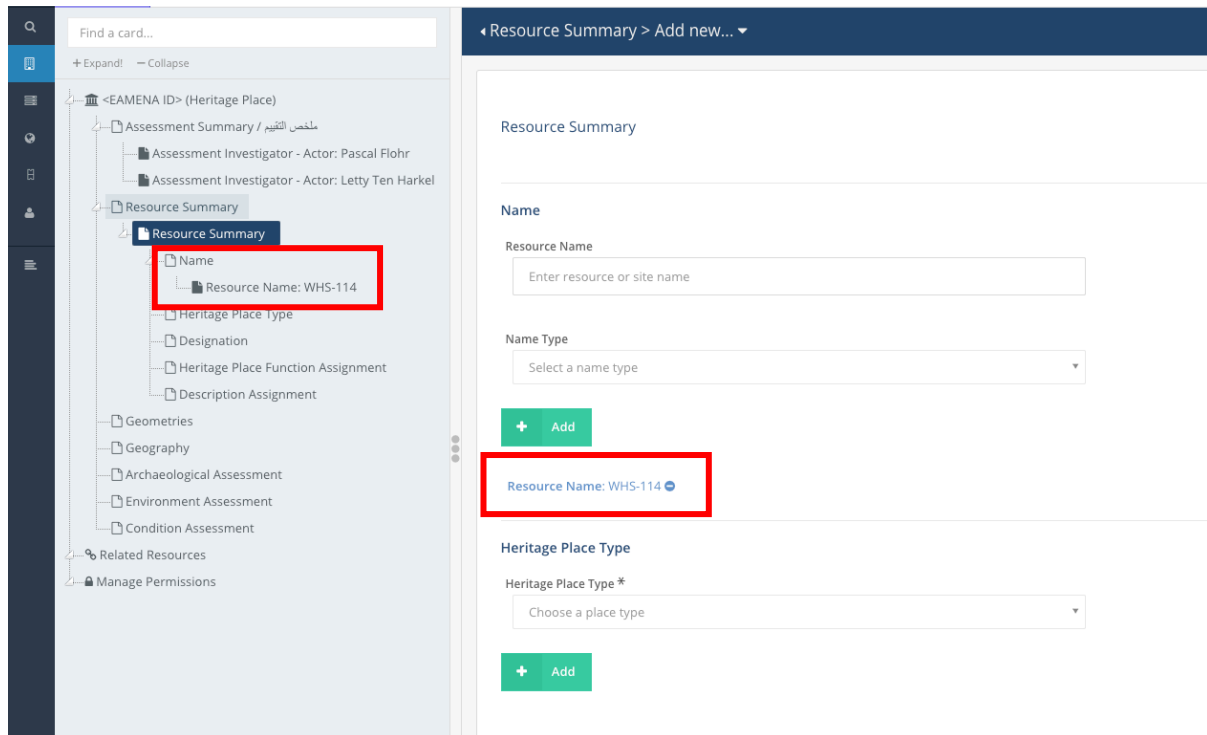 Find a card...
+ Expand! − Collapse
<EAMENA ID> (Heritage Place)
Assessment Summary / ملخص التقييم
Assessment Investigator - Actor: Pascal Flohr
Assessment Investigator - Actor: Letty Ten Harkel
Resource Summary
Resource Summary
Name
Resource Name: WHS-114
Heritage Place Type
Designation
Heritage Place Function Assignment
Description Assignment
Geometries
Geography
Archaeological Assessment
Environment Assessment
Condition Assessment
Related Resources
Manage Permissions
Resource Summary > Add new...
Resource Summary
Name
Resource Name
Enter resource or site name
Name Type
Select a name type
+ Add
Resource Name: WHS-114
Heritage Place Type
Heritage Place Type *
Choose a place type
+ Add